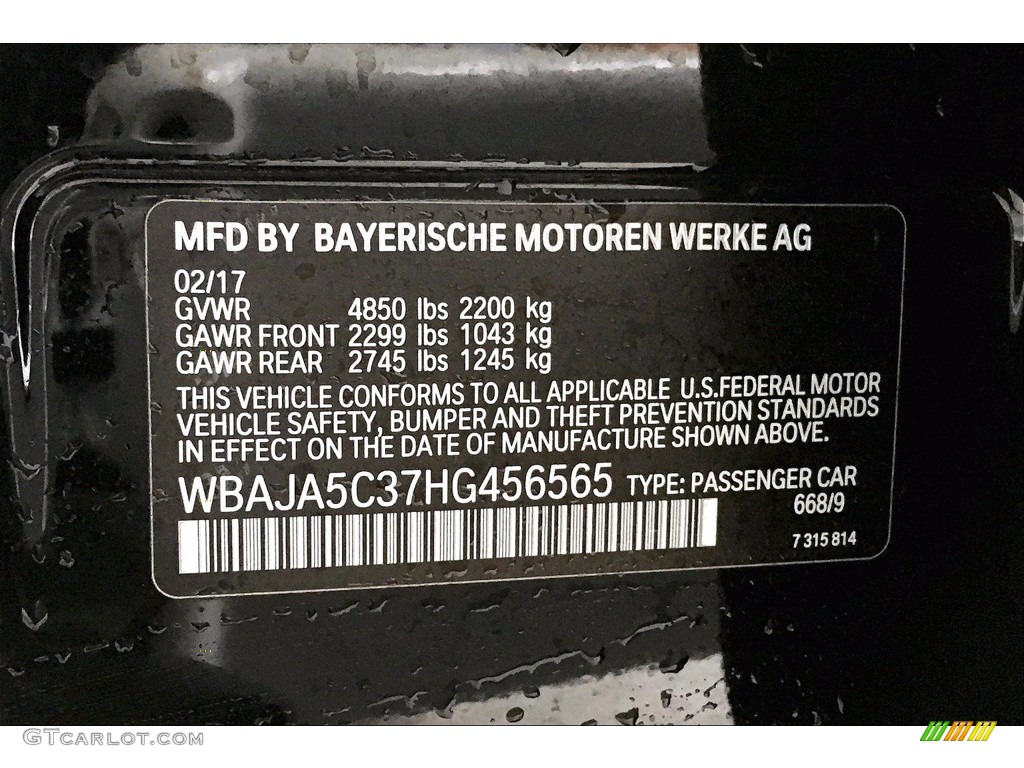 MFD BY BAYERISCHE MOTOREN WERKE AG
02/17
GVWR 4850 lbs 2200 kg
GAWR FRONT 2299 lbs 1043 kg
GAWR REAR 2745 lbs 1245 kg
THIS VEHICLE CONFORMS TO ALL APPLICABLE U.S.FEDERAL MOTOR
VEHICLE SAFETY, BUMPER AND THEFT PREVENTION STANDARDS
IN EFFECT ON THE DATE OF MANUFACTURE SHOWN ABOVE.
WBAJA5C37HG456565 TYPE: PASSENGER CAR
668/9
7 315 814
GTcarlot.com